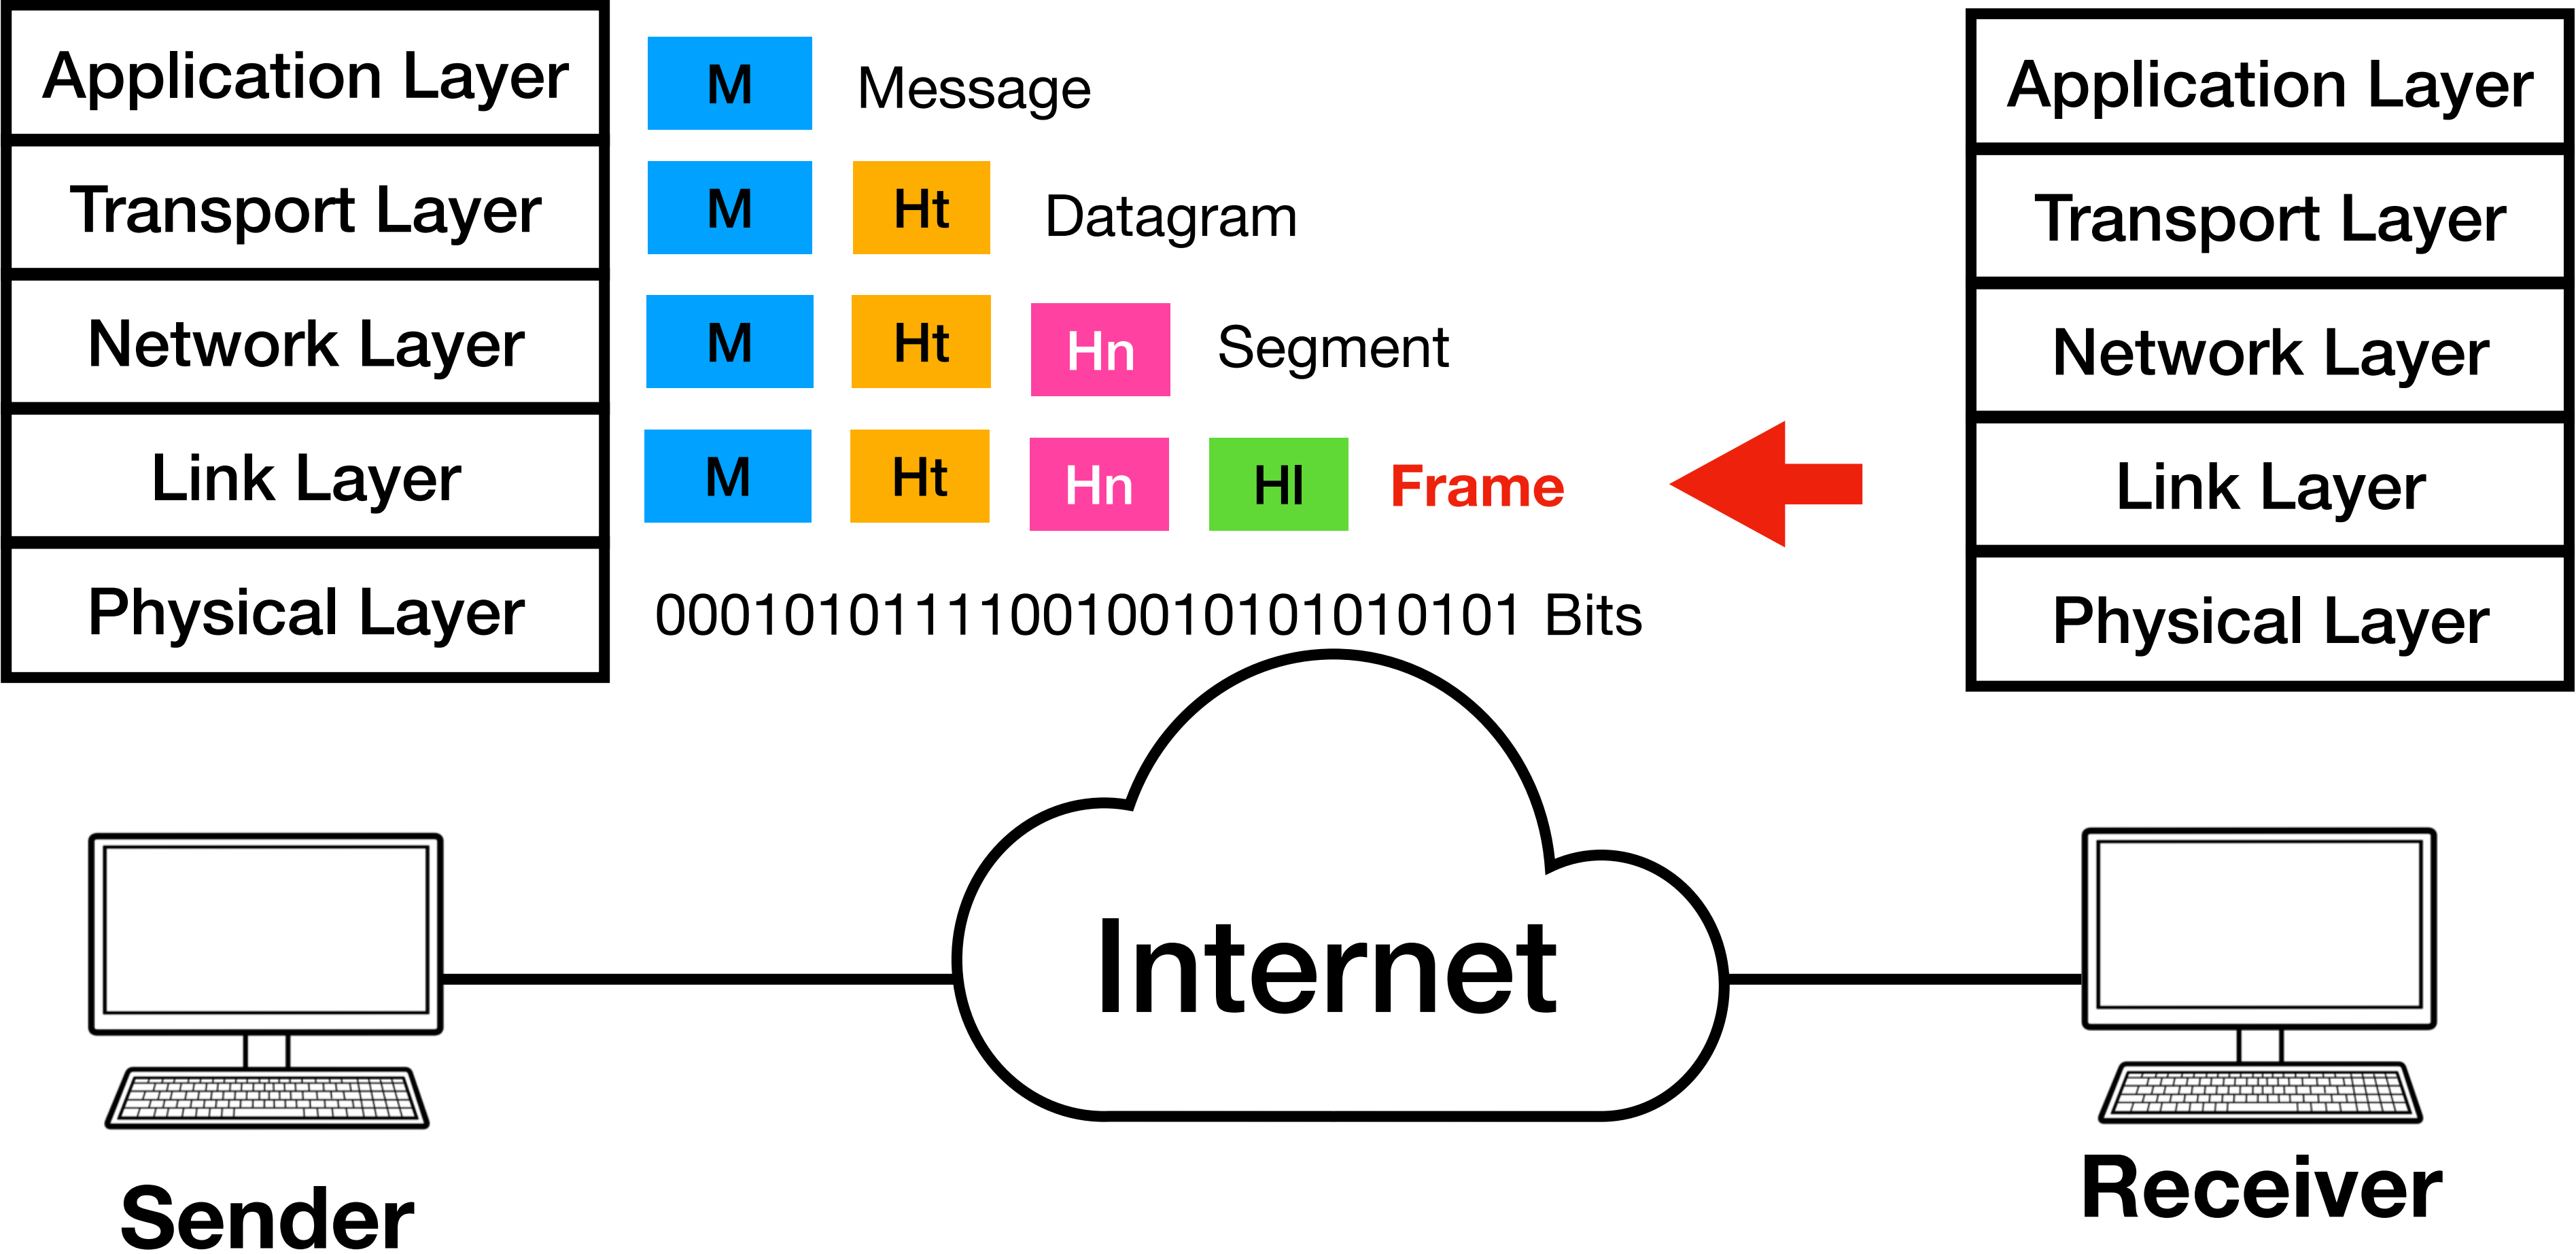 Application Layer
M Message
Application Layer
Transport Layer
M Ht Datagram
Transport Layer
Network Layer
M Ht Hn Segment
Network Layer
Link Layer
M Ht Hn Hl Frame
Link Layer
Physical Layer
000101011110010010101010101 Bits
Physical Layer
Internet
Sender
Receiver